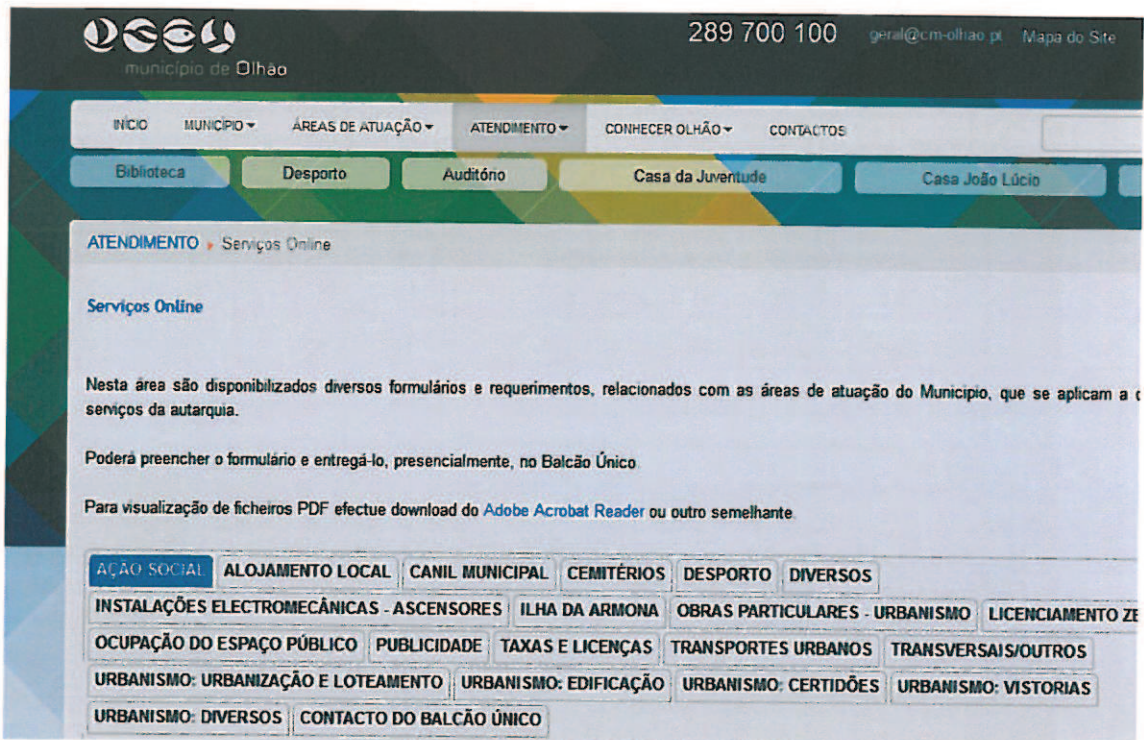 289 700 100 geral@cm-olhao.pt Mapa do Site
município de Olhão
INÍCIO MUNICÍPIO ÁREAS DE ATUAÇÃO ATENDIMENTO CONHECER OLHÃO CONTACTOS
Biblioteca Desporto Auditório Casa da Juventude Casa João Lúcio
ATENDIMENTO Serviços Online
Serviços Online
Nesta área são disponibilizados diversos formulários e requerimentos, relacionados com as áreas de atuação do Municipio, que se aplicam a
serviços da autarquia.
Poderá preencher o formulário e entregá-lo, presencialmente, no Balcão Único
Para visualização de ficheiros PDF efectue download do Adobe Acrobat Reader ou outro semelhante.
AÇÃO SOCIAL ALOJAMENTO LOCAL CANIL MUNICIPAL CEMITÉRIOS DESPORTO DIVERSOS
INSTALAÇÕES ELECTROMECÂNICAS - ASCENSORES ILHA DA ARMONA OBRAS PARTICULARES - URBANISMO LICENCIAMENTO ZE
OCUPAÇÃO DO ESPAÇO PÚBLICO PUBLICIDADE TAXAS E LICENÇAS TRANSPORTES URBANOS TRANSVERSAIS/OUTROS
URBANISMO: URBANIZAÇÃO E LOTEAMENTO URBANISMO: EDIFICAÇÃO URBANISMO: CERTIDÕES URBANISMO: VISTORIAS
URBANISMO: DIVERSOS CONTACTO DO BALCÃO ÚNICO